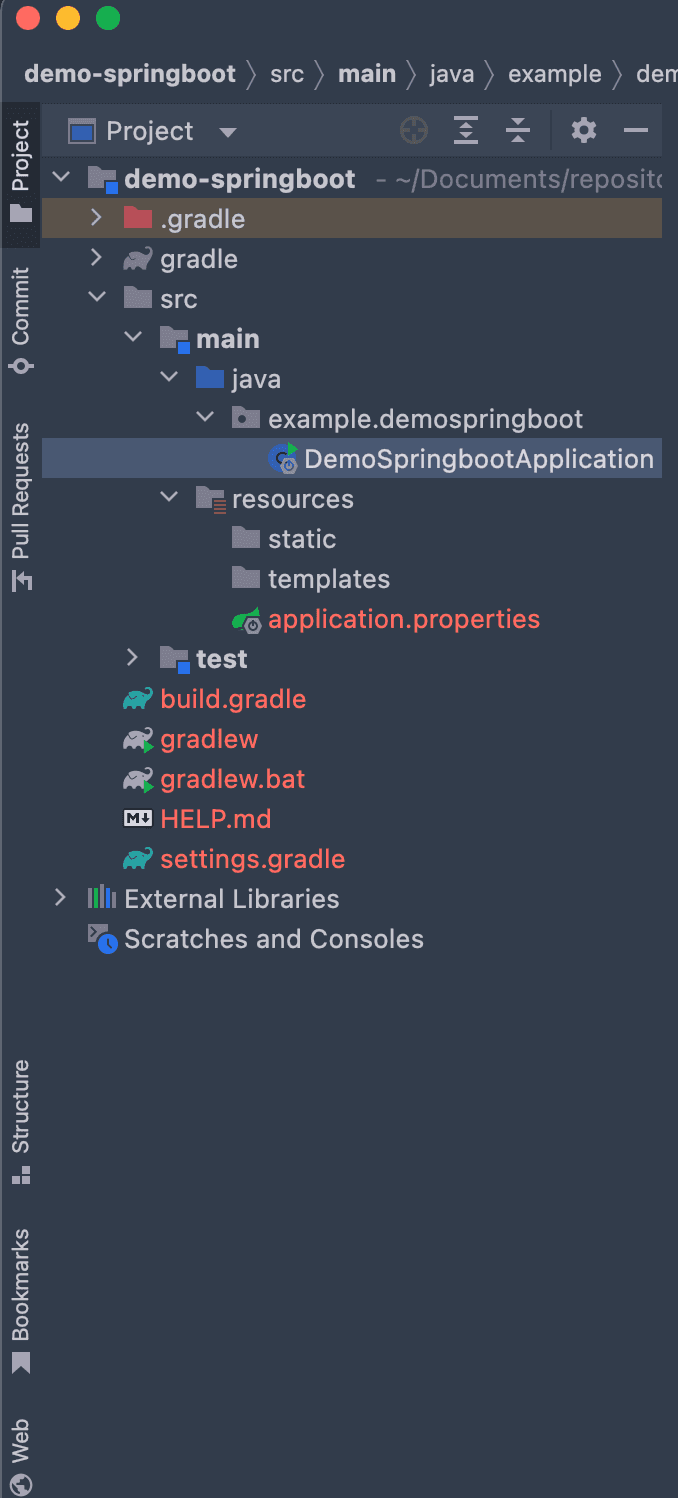 demo-springboot > src > main > java > example > dem
Project
Project
demo-springboot - ~/Documents/reposito
.gradle
gradle
src
main
java
example.demospringboot
DemoSpringbootApplication
resources
static
templates
application.properties
test
build.gradle
gradlew
gradlew.bat
HELP.md
settings.gradle
External Libraries
Scratches and Consoles
Commit
Pull Requests
Structure
Bookmarks
Web